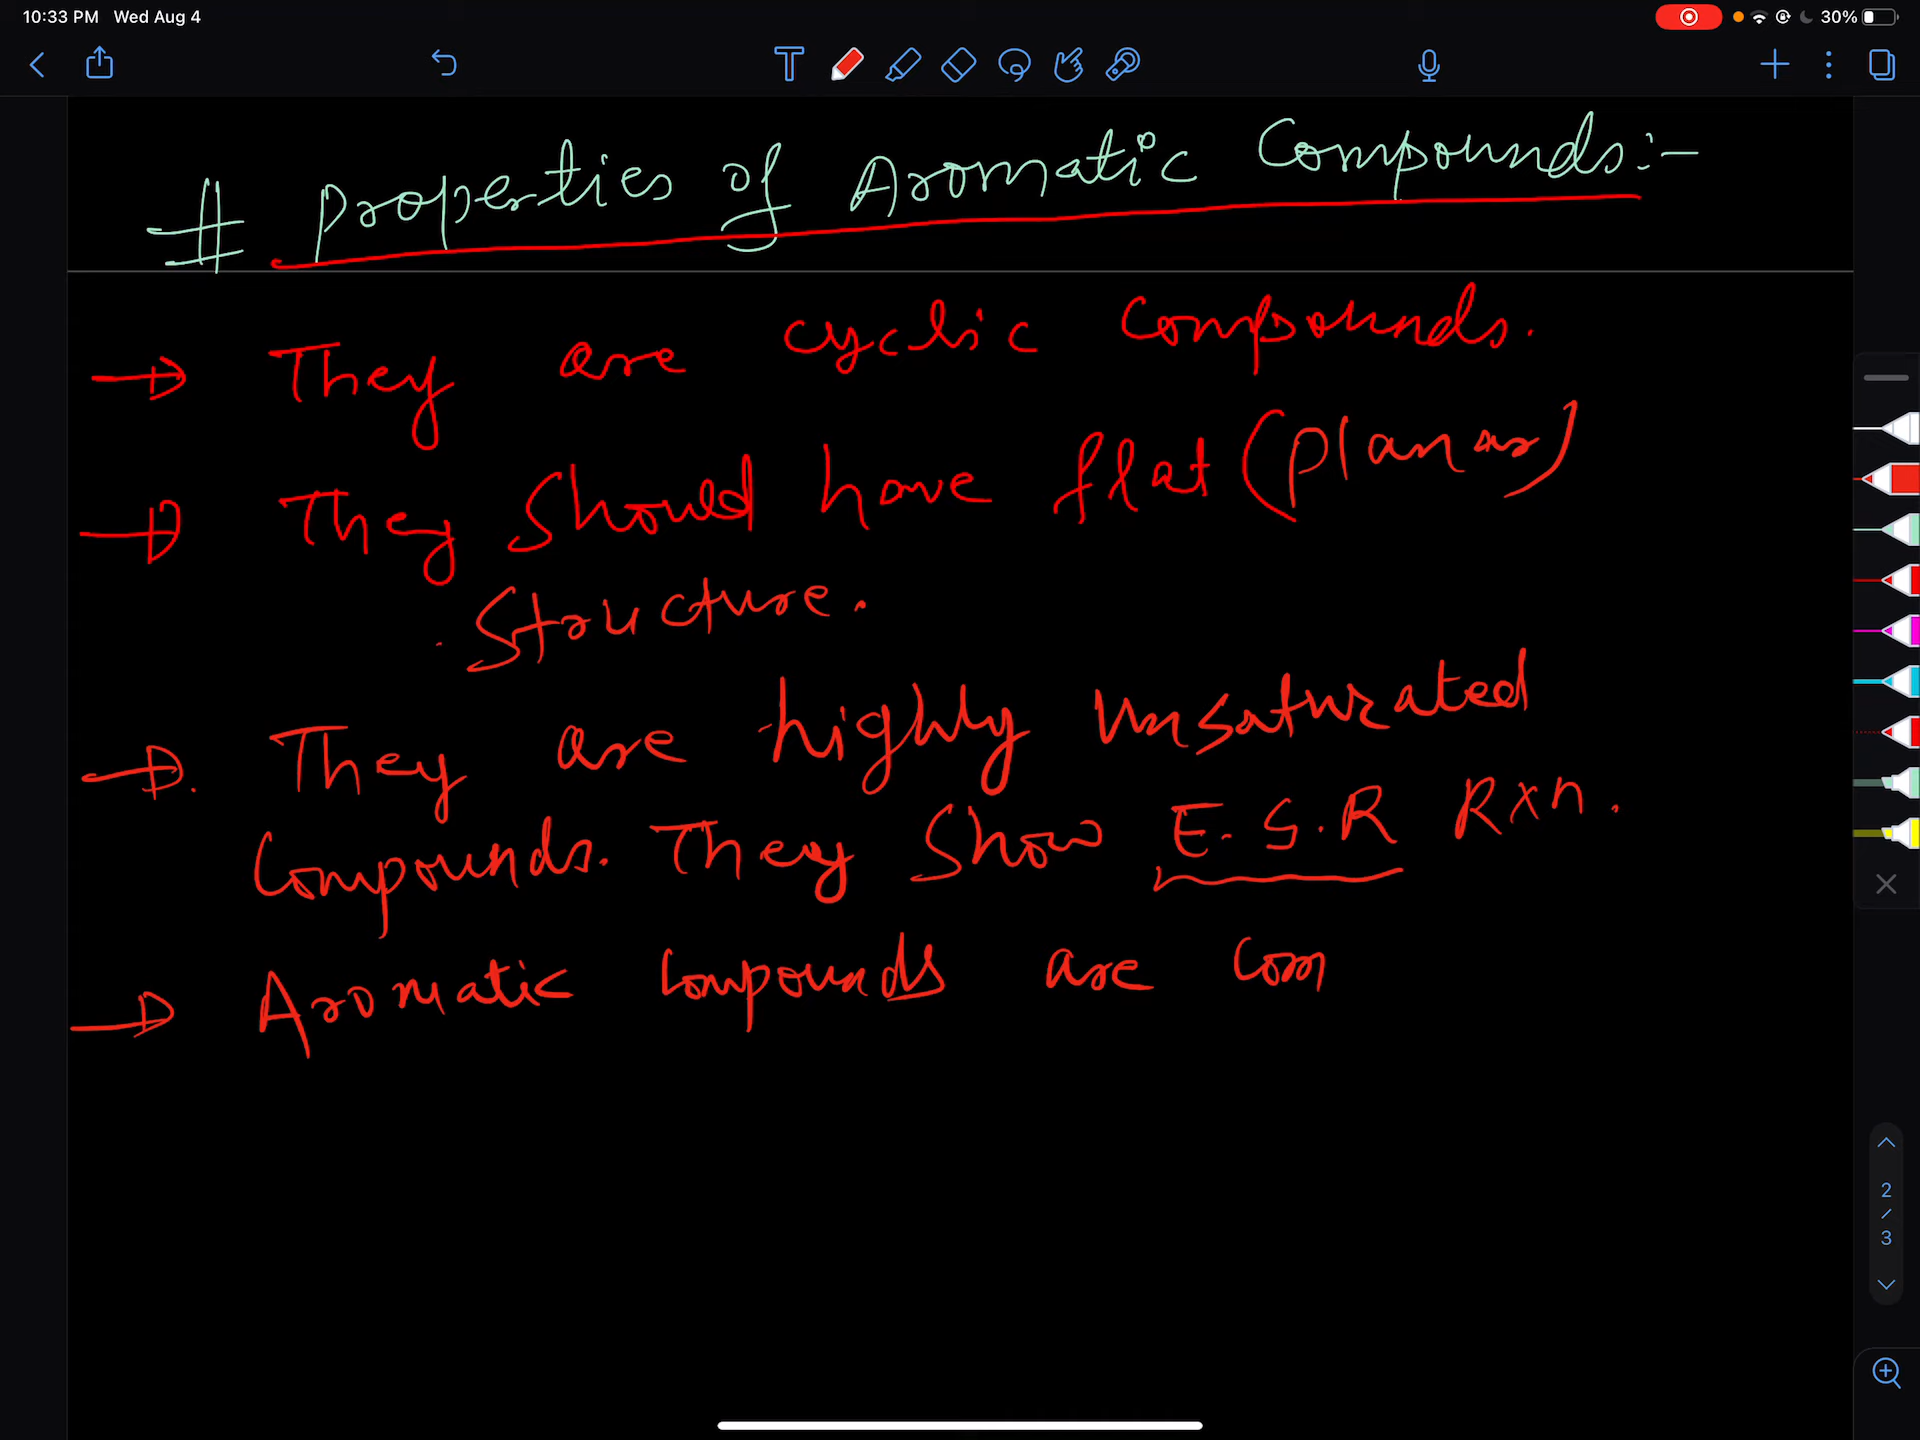 10:33 PM Wed Aug 4
30%
# Properties of Aromatic Compounds:-
→ They are cyclic compounds.
→ They should have flat (planar)
structure.
→ They are highly unsaturated
compounds. They show E.S.R Rxn.
→ Aromatic compounds are com
2
/
3